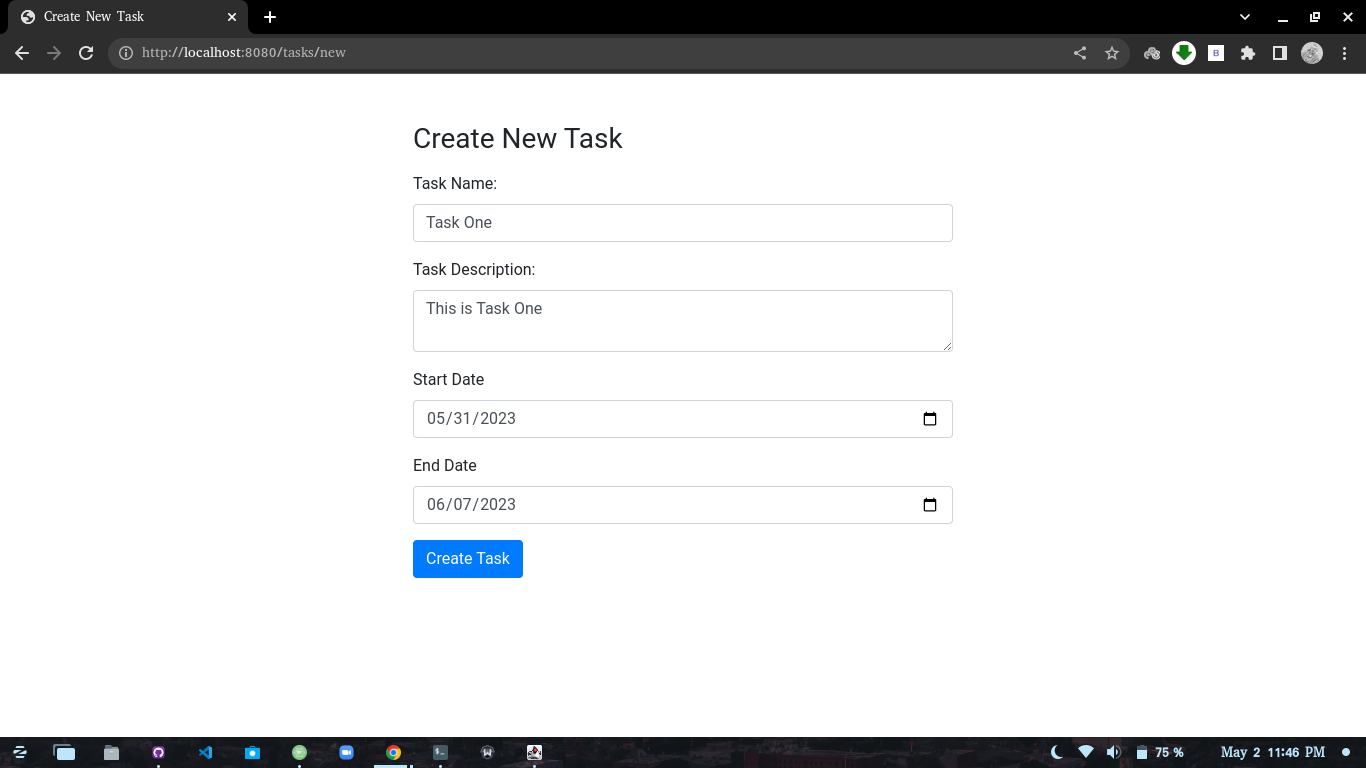 Create New Task
http://localhost:8080/tasks/new
B
Create New Task
Task Name:
Task One
Task Description:
This is Task One
Start Date
05/31/2023
End Date
06/07/2023
Create Task
75 %
May 2 11:46 PM